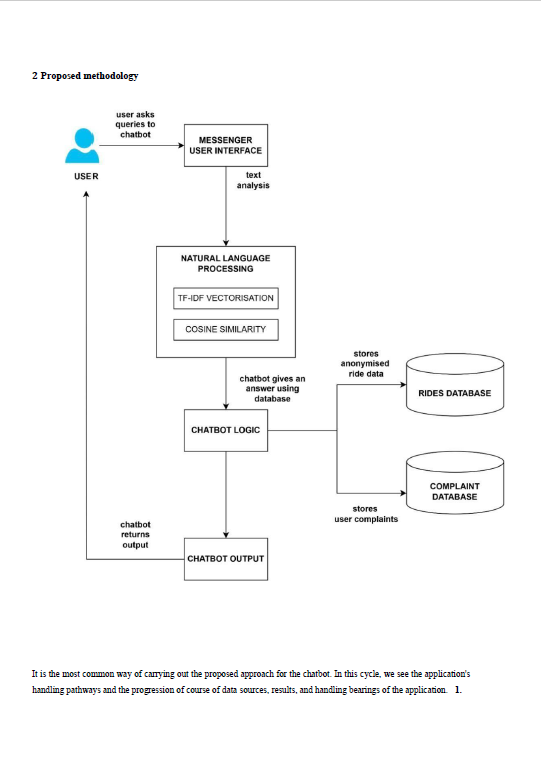 2 Proposed methodology
user asks
queries to
chatbot
MESSENGER
USER INTERFACE
USER
text
analysis
NATURAL LANGUAGE
PROCESSING
TF-IDF VECTORISATION
COSINE SIMILARITY
stores
anonymised
ride data
chatbot gives an
answer using
database
RIDES DATABASE
CHATBOT LOGIC
COMPLAINT
DATABASE
stores
user complaints
chatbot
returns
output
CHATBOT OUTPUT
It is the most common way of carrying out the proposed approach for the chatbot. In this cycle, we see the application's
handling pathways and the progression of course of data sources, results, and handling bearings of the application. 1.